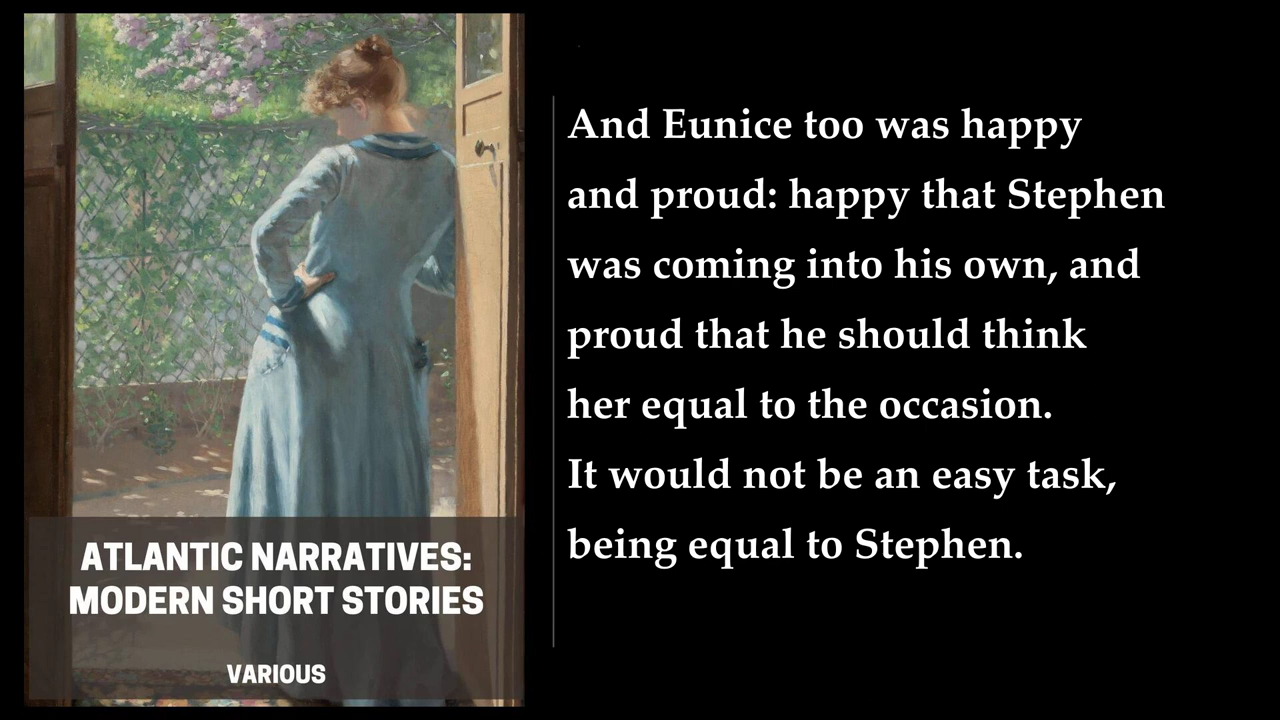 ATLANTIC NARRATIVES:
MODERN SHORT STORIES
VARIOUS
And Eunice too was happy
and proud: happy that Stephen
was coming into his own, and
proud that he should think
her equal to the occasion.
It would not be an easy task,
being equal to Stephen.